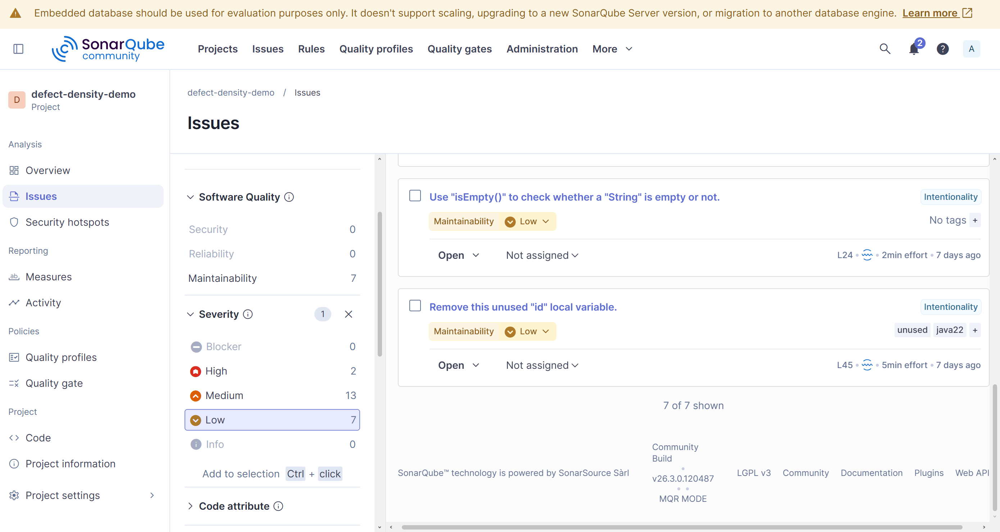 Embedded database should be used for evaluation purposes only. It doesn't support scaling, upgrading to a new SonarQube Server version, or migration to another database engine. Learn more
SonarQube community
Projects Issues Rules Quality profiles Quality gates Administration More
2
A
D
defect-density-demo
Project
Analysis
Overview
Issues
Security hotspots
Reporting
Measures
Activity
Policies
Quality profiles
Quality gate
Project
Code
Project information
Project settings
defect-density-demo / Issues
Issues
Software Quality
Security 0
Reliability 0
Maintainability 7
Severity 1
Blocker 0
High 2
Medium 13
Low 7
Info 0
Add to selection Ctrl + click
Code attribute
Use "isEmpty()" to check whether a "String" is empty or not. Intentionality
Maintainability Low No tags +
Open Not assigned L24 • • 2min effort • 7 days ago
Remove this unused "id" local variable. Intentionality
Maintainability Low unused java22 +
Open Not assigned L45 • • 5min effort • 7 days ago
7 of 7 shown
SonarQube™ technology is powered by SonarSource Sàrl
Community
Build
•
v26.3.0.120487
• •
MQR MODE
LGPL v3 Community Documentation Plugins Web API